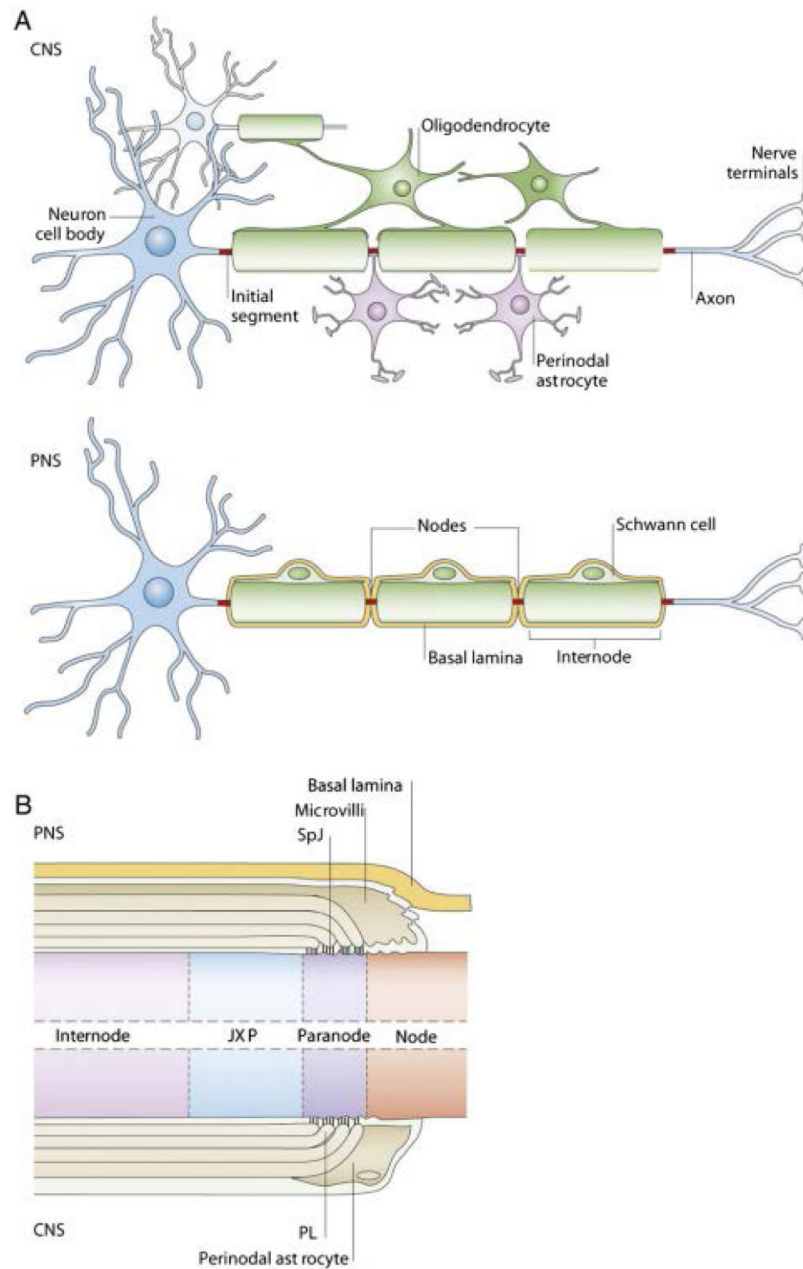 A
CNS
Oligodendrocyte
Nerve
terminals
Neuron
cell body
Initial
segment
Axon
Perinodal
astrocyte
PNS
Nodes
Schwann cell
Basal lamina
Internode
B
Basal lamina
Microvilli
PNS
SpJ
Internode
JXP
Paranode
Node
CNS
PL
Perinodal ast rocyte